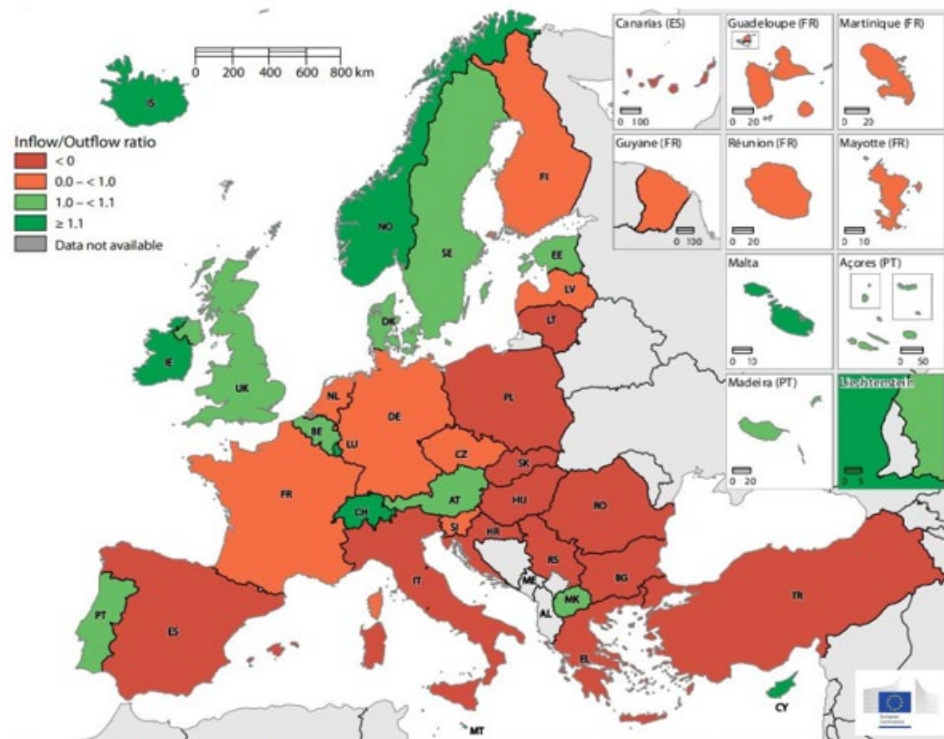 0 200 400 600 800 km
Inflow/Outflow ratio
< 0
0.0 – < 1.0
1.0 – < 1.1
≥ 1.1
Data not available
Canarias (ES)
0 100
Guadeloupe (FR)
0 20
Martinique (FR)
0 20
Guyane (FR)
0 100
Réunion (FR)
0 20
Mayotte (FR)
0 10
Malta
0 10
Açores (PT)
0 50
Madeira (PT)
0 20
Liechtenstein
0 5
IS
NO
SE
FI
EE
LV
LT
DK
IE
UK
NL
BE
LU
DE
PL
CZ
SK
FR
CH
AT
HU
RO
SI
HR
RS
BG
IT
ME
MK
AL
PT
ES
EL
TR
MT
CY
European
Commission